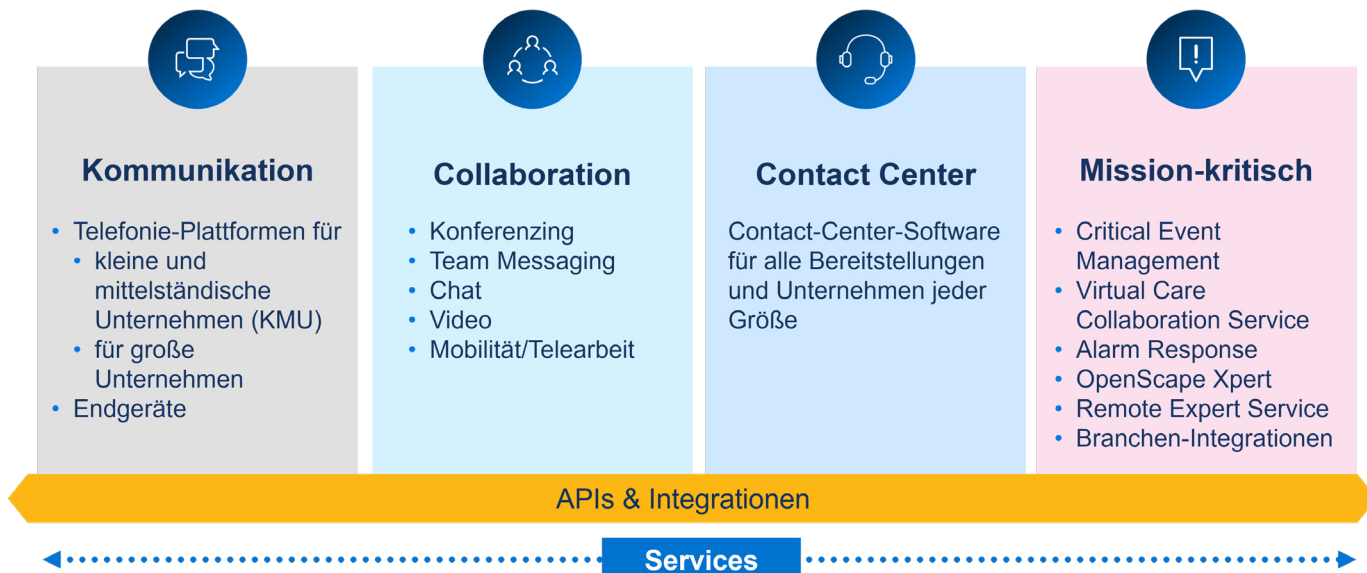 Kommunikation
• Telefonie-Plattformen für
• kleine und
mittelständische
Unternehmen (KMU)
• für große
Unternehmen
• Endgeräte
Collaboration
• Konferenzing
• Team Messaging
• Chat
• Video
• Mobilität/Telearbeit
Contact Center
Contact-Center-Software
für alle Bereitstellungen
und Unternehmen jeder
Größe
Mission-kritisch
• Critical Event
Management
• Virtual Care
Collaboration Service
• Alarm Response
• OpenScape Xpert
• Remote Expert Service
• Branchen-Integrationen
APIs & Integrationen
Services